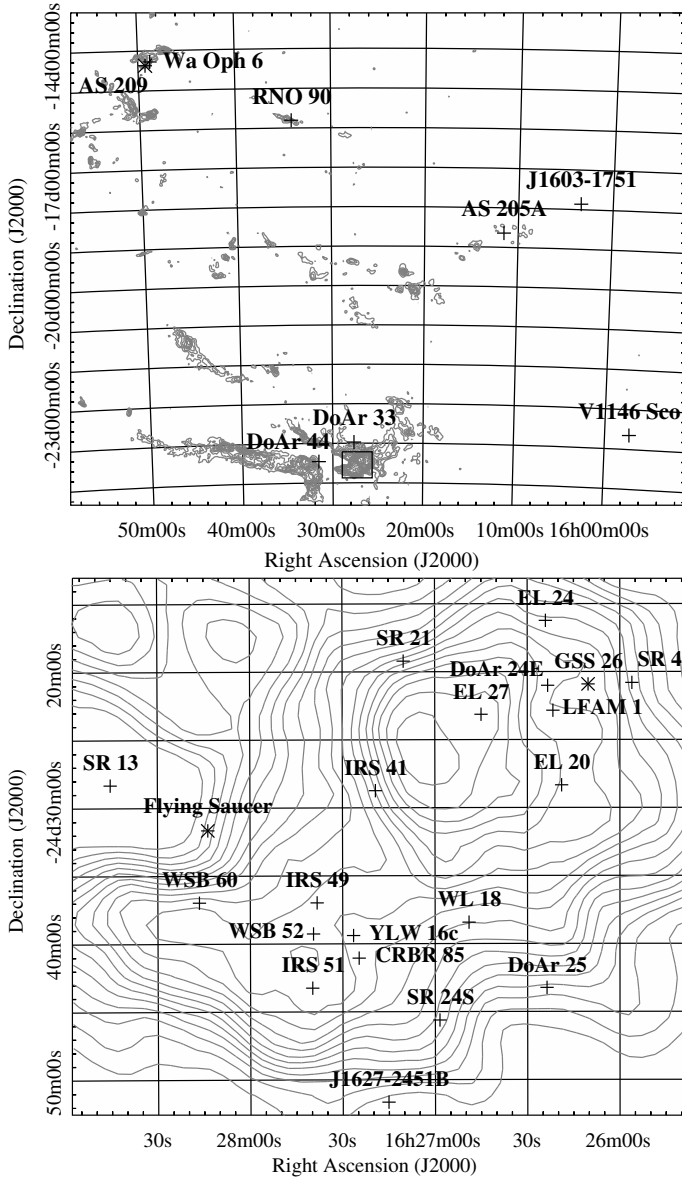 -14d00m00s
Wa Oph 6
AS 209
RNO 90
-17d00m00s
J1603-1751
AS 205A
Declination (J2000)
-20d00m00s
-23d00m00s
V1146 Sco
DoAr 33
DoAr 44
50m00s 40m00s 30m00s 20m00s 10m00s 16h00m00s
Right Ascension (J2000)
EL 24
SR 21
DoAr 24E GSS 26 SR 4
20m00s
EL 27 LFAM 1
SR 13 IRS 41 EL 20
Flying Saucer
-24d30m00s
Declination (J2000)
WSB 60 IRS 49
WL 18
WSB 52 YLW 16c
40m00s
IRS 51 CRBR 85 DoAr 25
SR 24S
J1627-2451B
50m00s
30s 28m00s 30s 16h27m00s 30s 26m00s
Right Ascension (J2000)